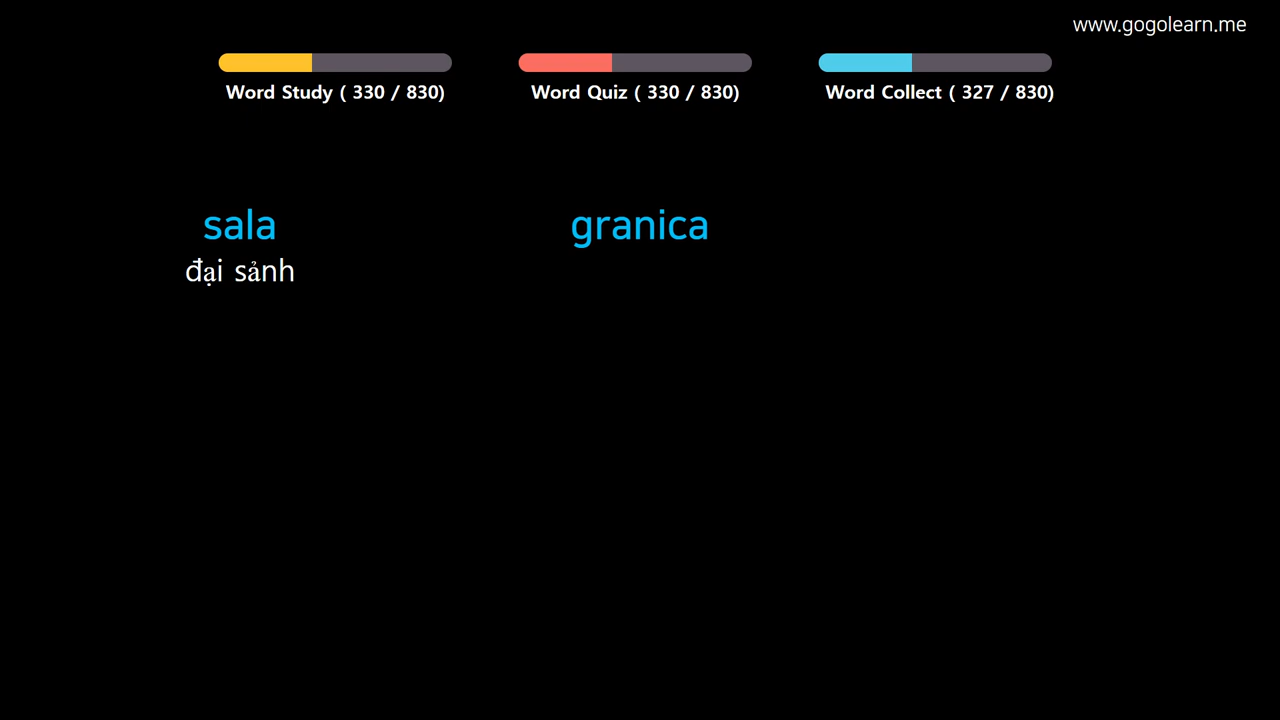 www.gogolearn.me
Word Study ( 330 / 830)
Word Quiz ( 330 / 830)
Word Collect ( 327 / 830)
sala
đại sảnh
granica